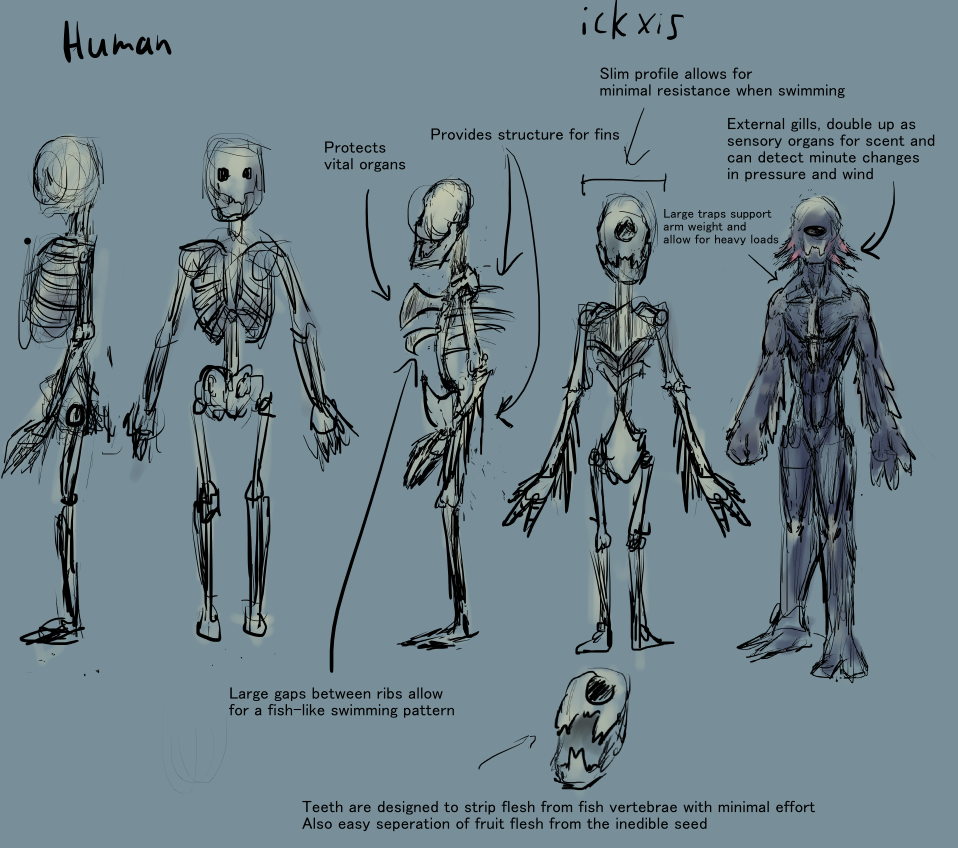 Human
ickxis
Slim profile allows for
minimal resistance when swimming
External gills, double up as
sensory organs for scent and
can detect minute changes
in pressure and wind
Provides structure for fins
Protects
vital organs
Large traps support
arm weight and
allow for heavy loads
Large gaps between ribs allow
for a fish-like swimming pattern
Teeth are designed to strip flesh from fish vertebrae with minimal effort
Also easy seperation of fruit flesh from the inedible seed